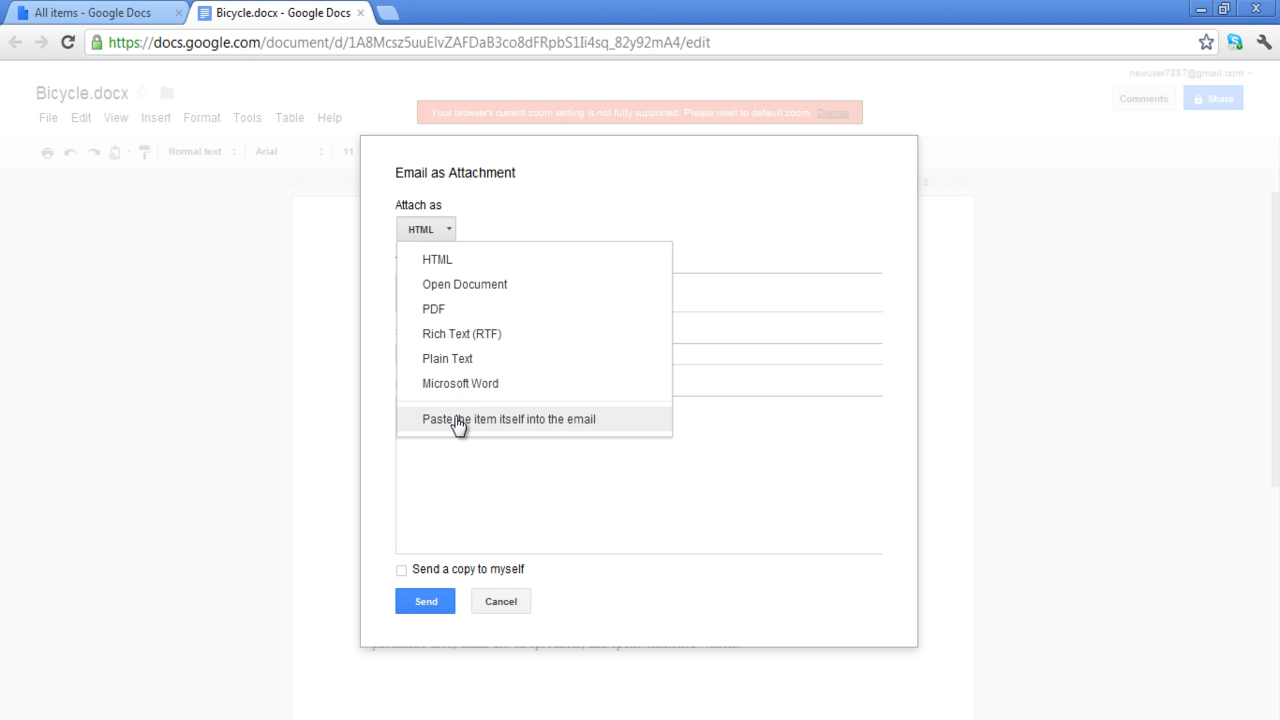 All items - Google Docs
Bicycle.docx - Google Docs
https://docs.google.com/document/d/1A8Mcsz5uuElvZAFDaB3co8dFRpbS1Ii4sq_82y92mA4/edit
newuser7887@gmail.com
Bicycle.docx
Comments
Share
Your browser's current zoom setting is not fully supported. Please reset to default zoom. Dismiss
File Edit View Insert Format Tools Table Help
Normal text Arial 11
Email as Attachment
Attach as
HTML
HTML
Open Document
PDF
Rich Text (RTF)
Plain Text
Microsoft Word
Paste the item itself into the email
Send a copy to myself
Send Cancel